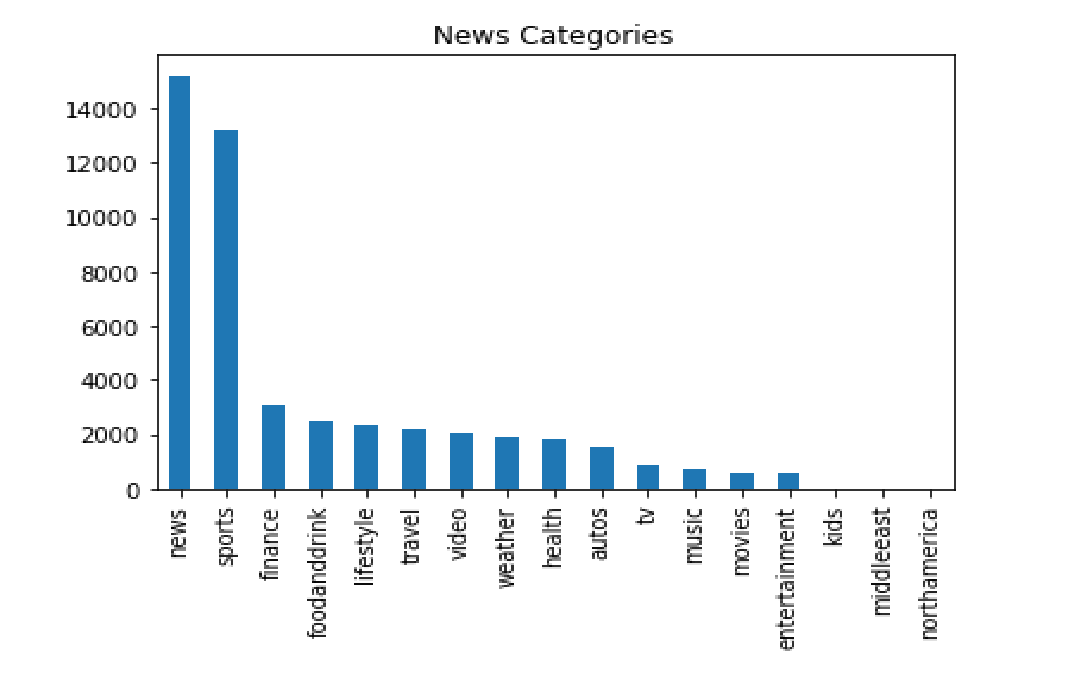 News Categories
14000
12000
10000
8000
6000
4000
2000
0
news
sports
finance
foodanddrink
lifestyle
travel
video
weather
health
autos
tv
music
movies
entertainment
kids
middleeast
northamerica